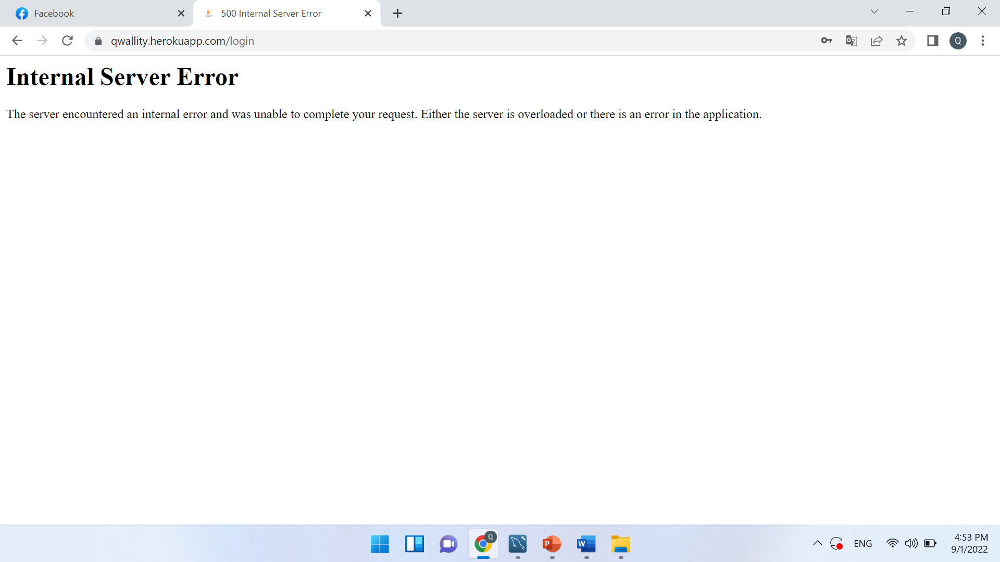 Facebook
500 Internal Server Error
qwallity.herokuapp.com/login
Q
Internal Server Error
The server encountered an internal error and was unable to complete your request. Either the server is overloaded or there is an error in the application.
Q
P
W
ENG
4:53 PM
9/1/2022